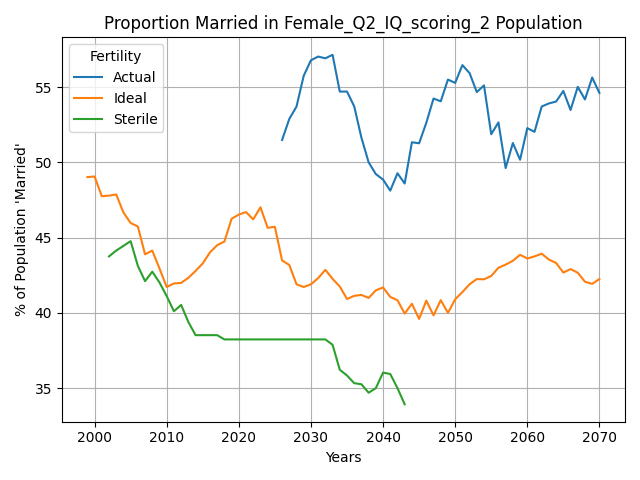 Proportion Married in Female_Q2_IQ_scoring_2 Population
Fertility
Actual
Ideal
Sterile
% of Population 'Married'
55
50
45
40
35
2000 2010 2020 2030 2040 2050 2060 2070
Years